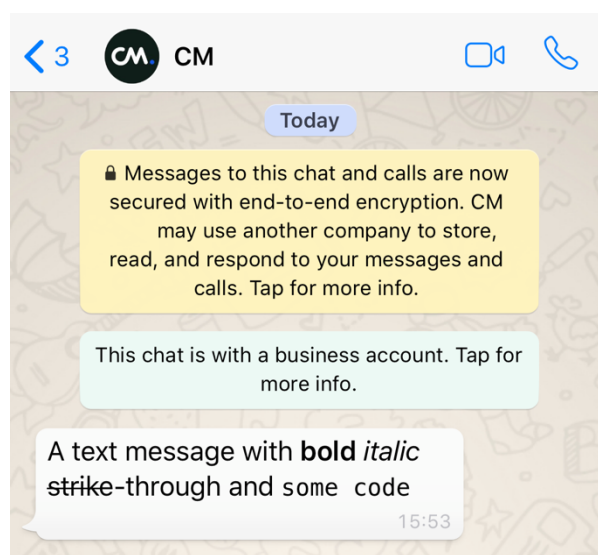 3 CM. CM
Today
Messages to this chat and calls are now
secured with end-to-end encryption. CM
may use another company to store,
read, and respond to your messages and
calls. Tap for more info.
This chat is with a business account. Tap for
more info.
A text message with bold italic
strike-through and some code
15:53